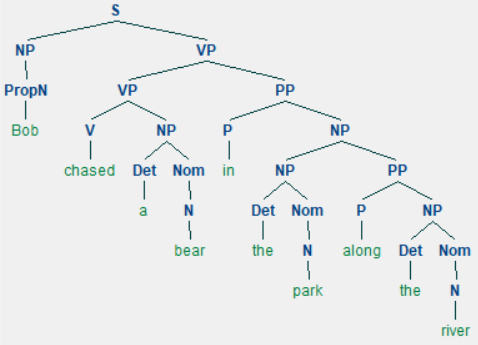 S
NP VP
PropN VP PP
Bob V NP P NP
chased Det Nom in NP PP
a N Det Nom P NP
bear the N along Det Nom
park the N
river